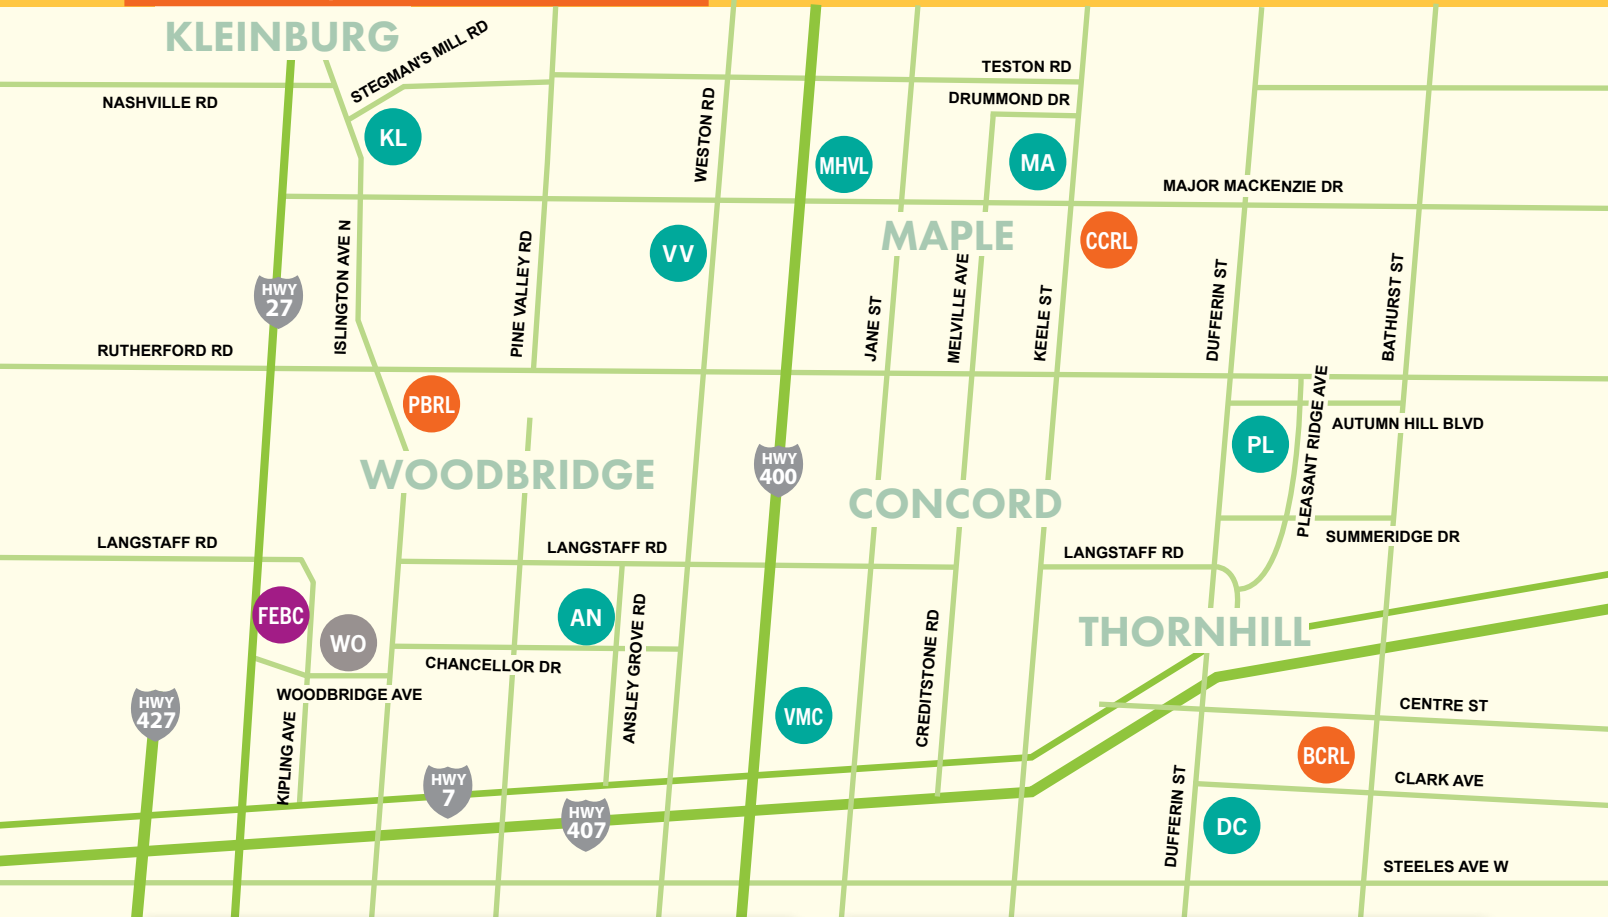 KLEINBURG
STEGMAN'S MILL RD
NASHVILLE RD
TESTON RD
DRUMMOND DR
WESTON RD
KL
MHVL
MA
MAJOR MACKENZIE DR
MAPLE
CCRL
VV
ISLINGTON AVE N
PINE VALLEY RD
HWY
27
JANE ST
MELVILLE AVE
KEELE ST
DUFFERIN ST
BATHURST ST
RUTHERFORD RD
PBRL
PLEASANT RIDGE AVE
AUTUMN HILL BLVD
PL
WOODBRIDGE
HWY
400
CONCORD
SUMMERIDGE DR
LANGSTAFF RD
LANGSTAFF RD
LANGSTAFF RD
FEBC
WO
AN
ANSLEY GROVE RD
CREDITSTONE RD
THORNHILL
CHANCELLOR DR
WOODBRIDGE AVE
HWY
427
KIPLING AVE
VMC
CENTRE ST
BCRL
CLARK AVE
HWY
7
HWY
407
DUFFERIN ST
DC
STEELES AVE W